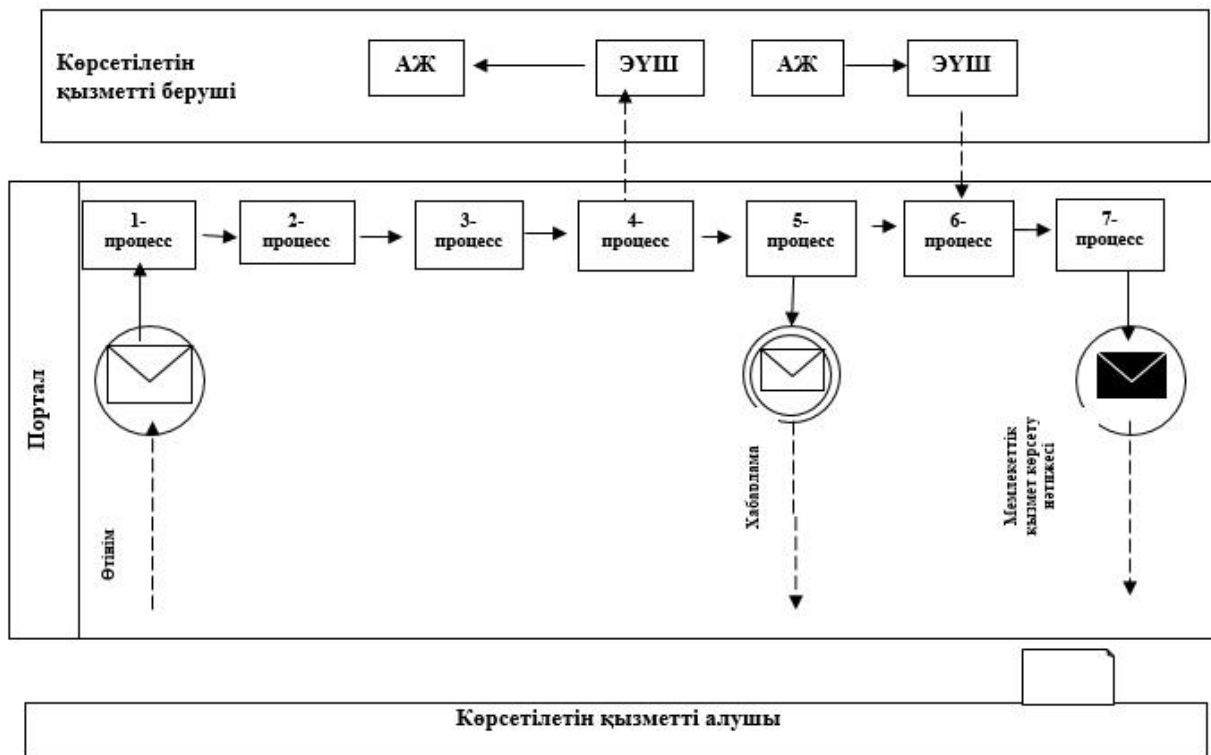 Көрсетілетін
қызметті беруші
АЖ
ЭҮШ
АЖ
ЭҮШ
Портал
1-
процесс
2-
процесс
3-
процесс
4-
процесс
5-
процесс
6-
процесс
7-
процесс
Өтінім
Хабарлама
Мемлекеттік
қызмет көрсету
нәтижесі
Көрсетілетін қызметті алушы